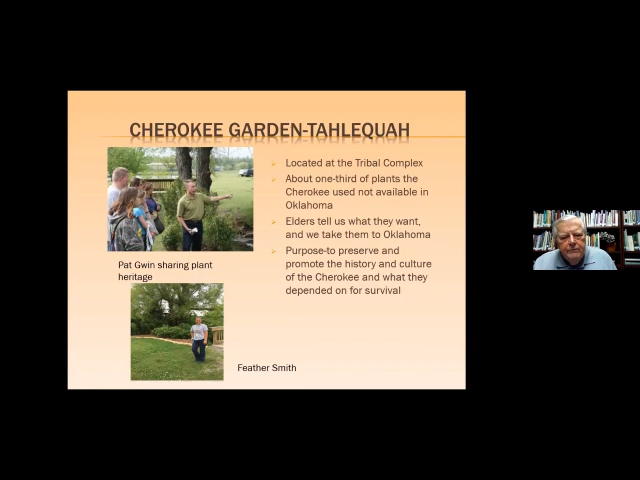 CHEROKEE GARDEN-TAHLEQUAH
Located at the Tribal Complex
About one-third of plants the
Cherokee used not available in
Oklahoma
Elders tell us what they want,
and we take them to Oklahoma
Purpose-to preserve and
promote the history and culture
of the Cherokee and what they
depended on for survival
Pat Gwin sharing plant
heritage
Feather Smith